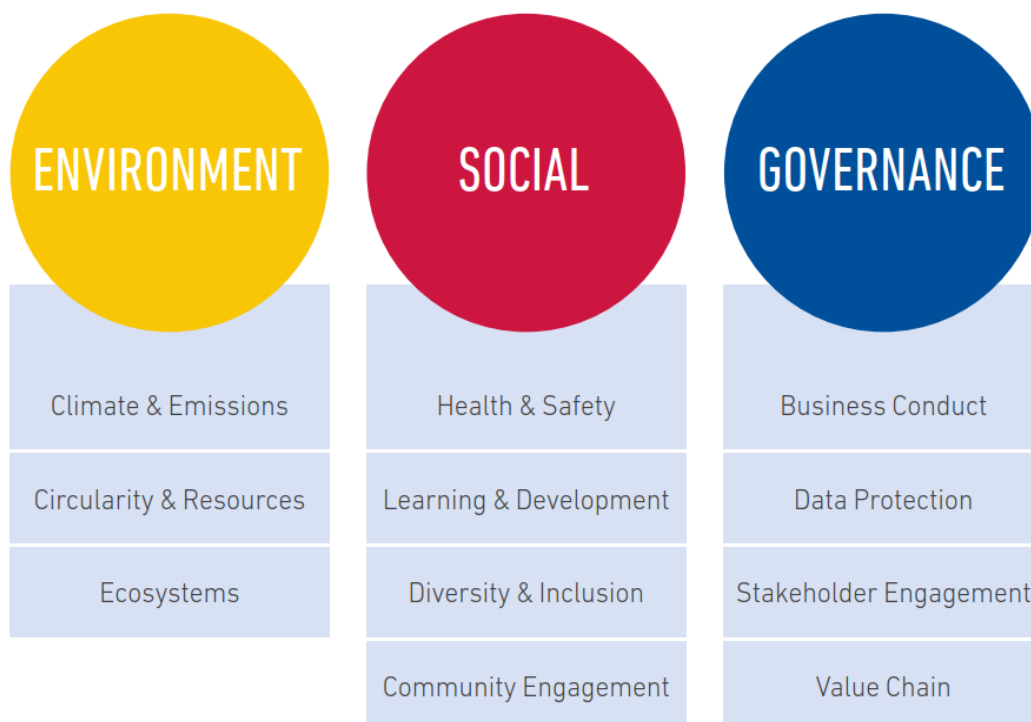 ENVIRONMENT
Climate & Emissions
Circularity & Resources
Ecosystems
SOCIAL
Health & Safety
Learning & Development
Diversity & Inclusion
Community Engagement
GOVERNANCE
Business Conduct
Data Protection
Stakeholder Engagement
Value Chain